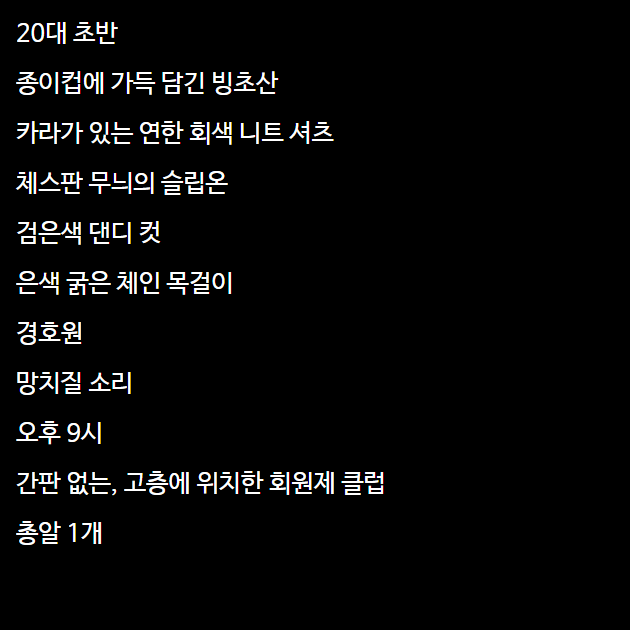 20대 초반
종이컵에 가득 담긴 빙초산
카라가 있는 연한 회색 니트 셔츠
체스판 무늬의 슬립온
검은색 댄디 컷
은색 굵은 체인 목걸이
경호원
망치질 소리
오후 9시
간판 없는, 고층에 위치한 회원제 클럽
총알 1개